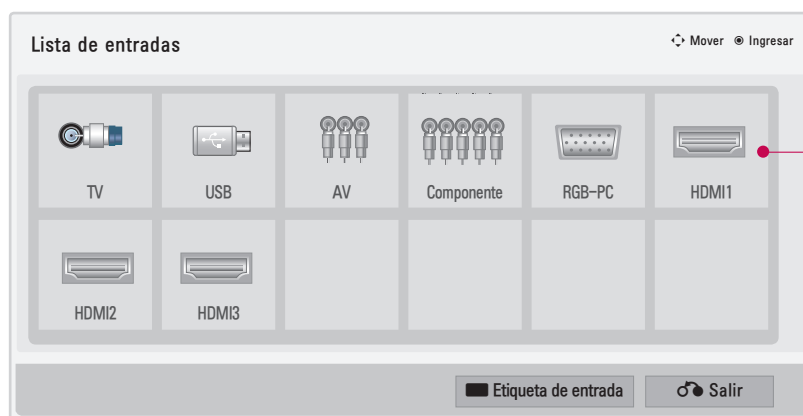 Lista de entradas
Mover Ingresar
TV USB AV Componente RGB-PC HDMI1
HDMI2 HDMI3
Etiqueta de entrada Salir